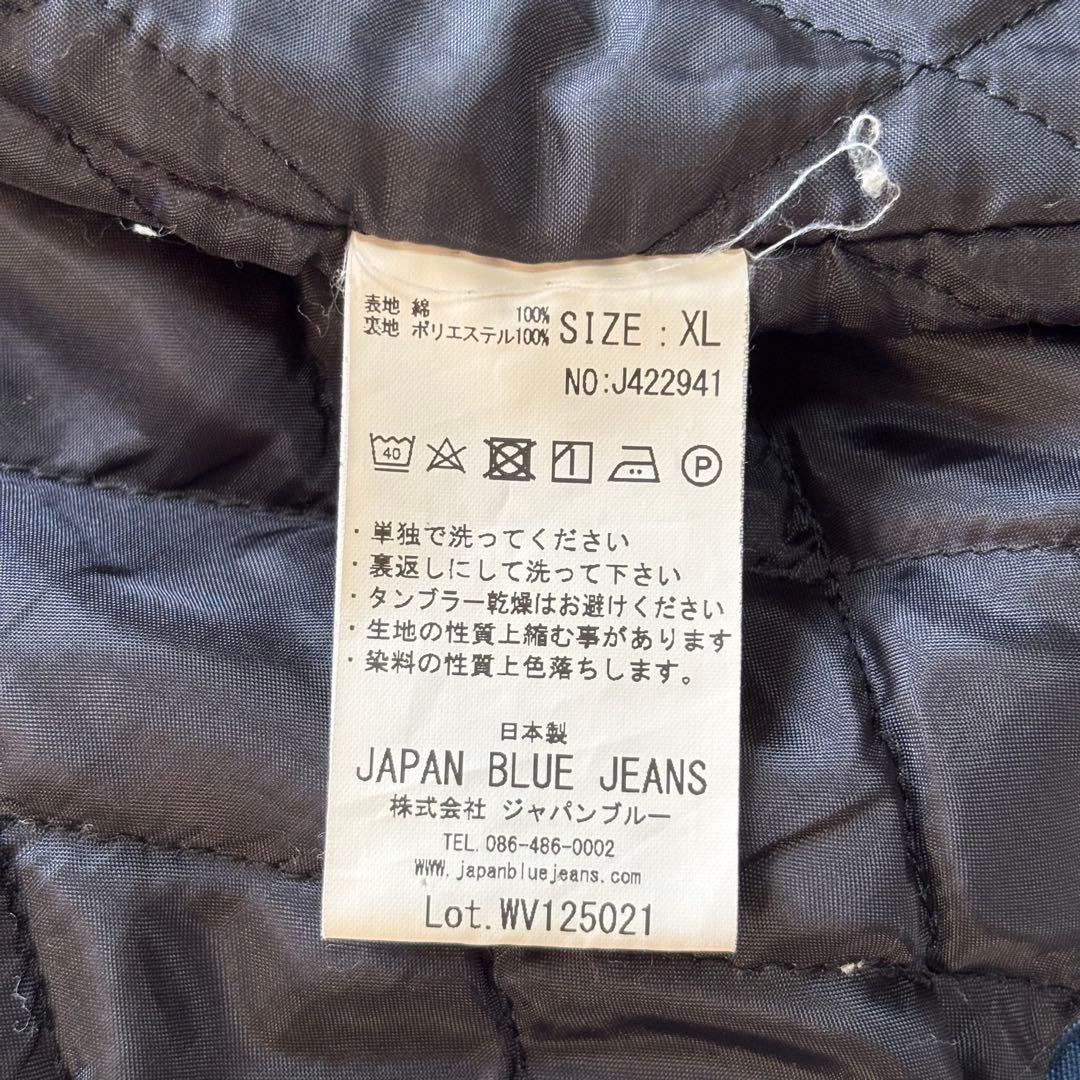 表地 綿 100%
裏地 ポリエステル100%
SIZE : XL
NO:J422941
40
P
・単独で洗ってください
・裏返しにして洗って下さい
・タンブラー乾燥はお避けください
・生地の性質上縮む事があります
・染料の性質上色落ちします。
日本製
JAPAN BLUE JEANS
株式会社 ジャパンブルー
TEL. 086-486-0002
WWW. japanbluejeans. com
Lot. WV125021